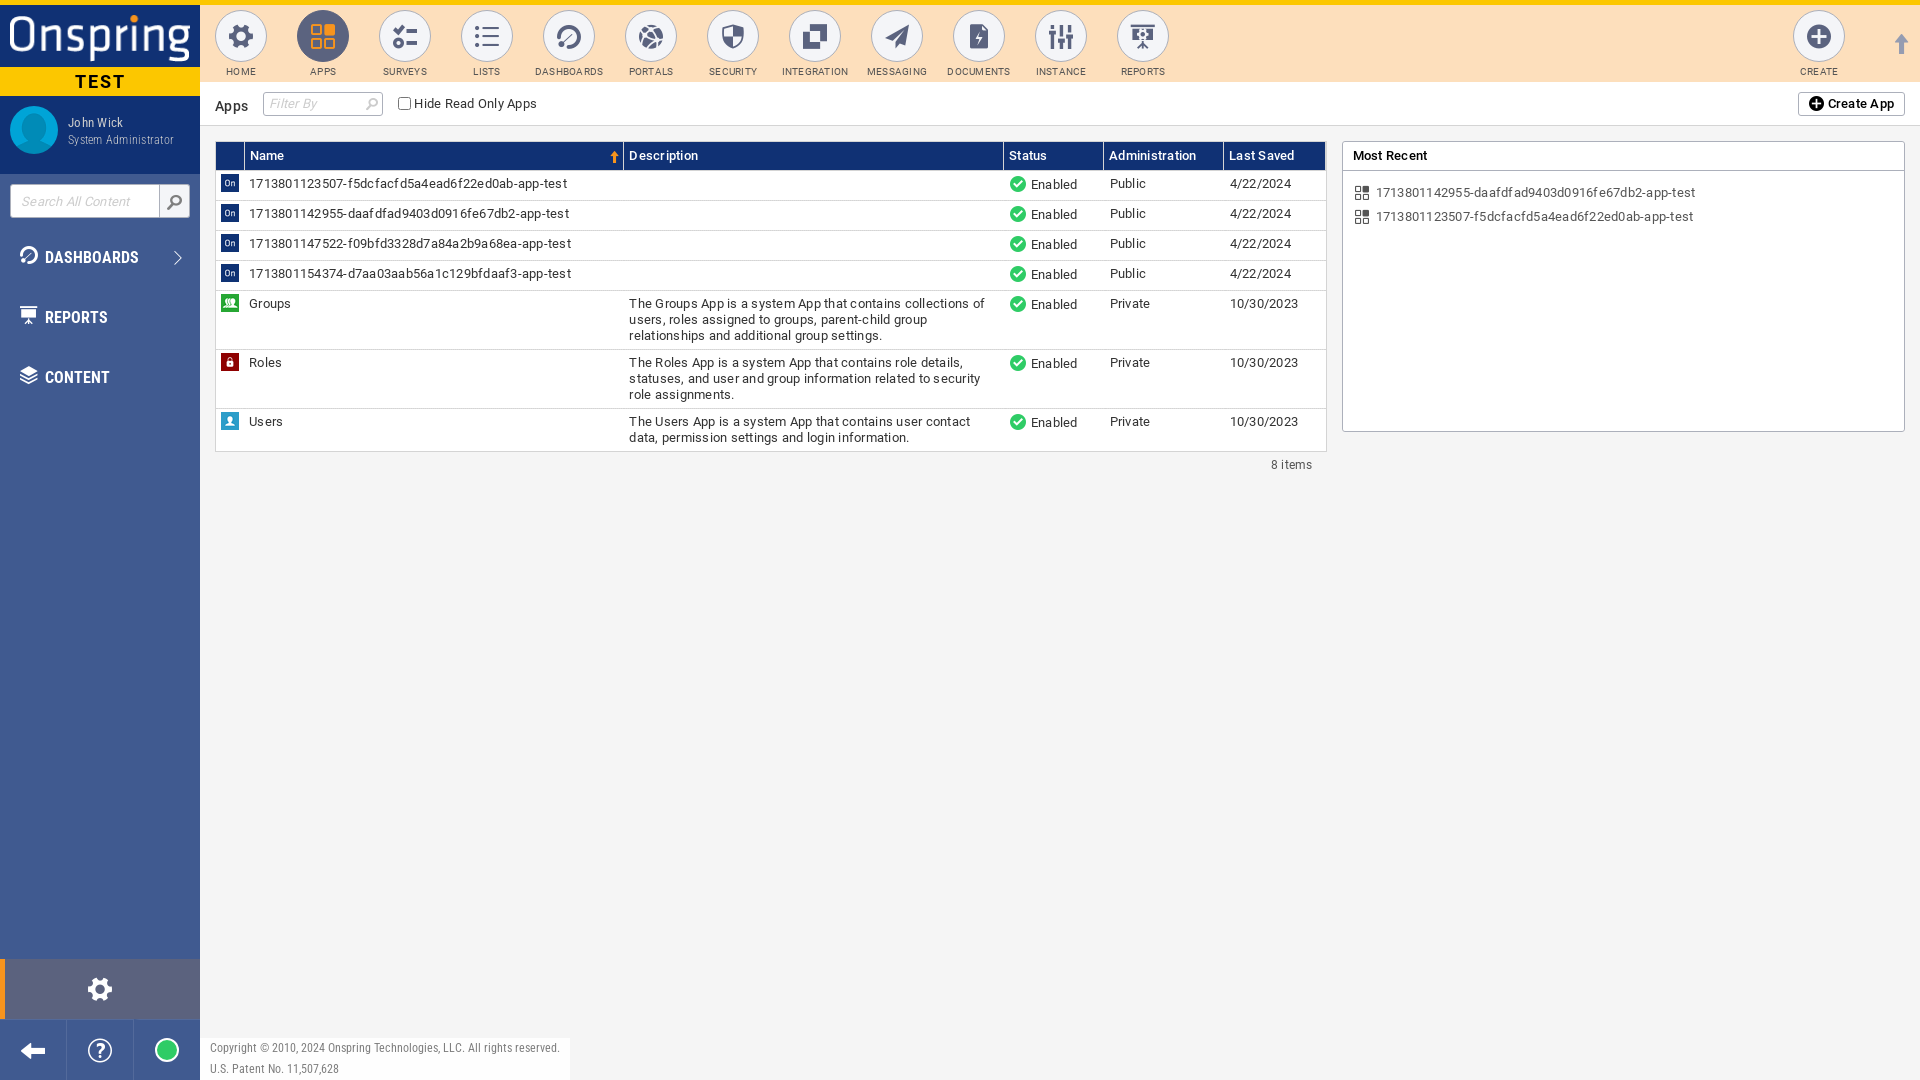 Onspring
TEST
John Wick
System Administrator
Search All Content
DASHBOARDS
REPORTS
CONTENT
HOME
APPS
SURVEYS
LISTS
DASHBOARDS
PORTALS
SECURITY
INTEGRATION
MESSAGING
DOCUMENTS
INSTANCE
REPORTS
CREATE
Apps
Filter By
Hide Read Only Apps
Create App
Name Description Status Administration Last Saved
On 1713801123507-f5dcfacfd5a4ead6f22ed0ab-app-test Enabled Public 4/22/2024
On 1713801142955-daafdfad9403d0916fe67db2-app-test Enabled Public 4/22/2024
On 1713801147522-f09bfd3328d7a84a2b9a68ea-app-test Enabled Public 4/22/2024
On 1713801154374-d7aa03aab56a1c129bfdaaf3-app-test Enabled Public 4/22/2024
Groups The Groups App is a system App that contains collections of Enabled Private 10/30/2023
users, roles assigned to groups, parent-child group
relationships and additional group settings.
Roles The Roles App is a system App that contains role details, Enabled Private 10/30/2023
statuses, and user and group information related to security
role assignments.
Users The Users App is a system App that contains user contact Enabled Private 10/30/2023
data, permission settings and login information.
8 items
Most Recent
1713801142955-daafdfad9403d0916fe67db2-app-test
1713801123507-f5dcfacfd5a4ead6f22ed0ab-app-test
Copyright © 2010, 2024 Onspring Technologies, LLC. All rights reserved.
U.S. Patent No. 11,507,628